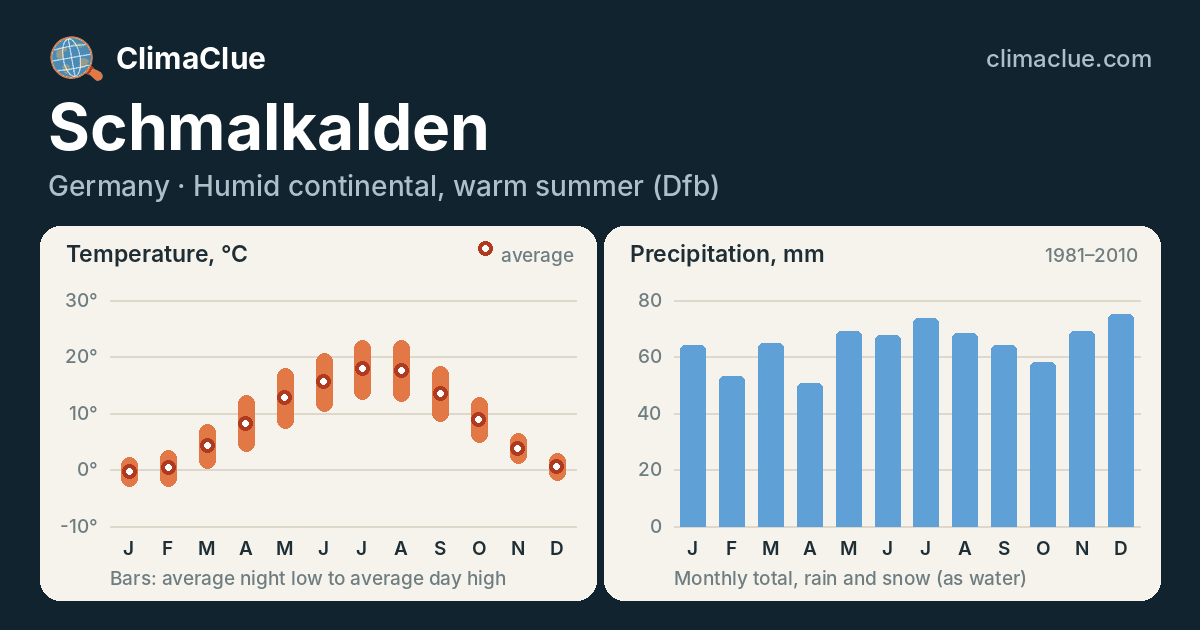 ClimaClue
climaclue.com
Schmalkalden
Germany · Humid continental, warm summer (Dfb)
Temperature, °C
average
30°
20°
10°
0°
-10°
J F M A M J J A S O N D
Bars: average night low to average day high
Precipitation, mm
1981–2010
80
60
40
20
0
J F M A M J J A S O N D
Monthly total, rain and snow (as water)